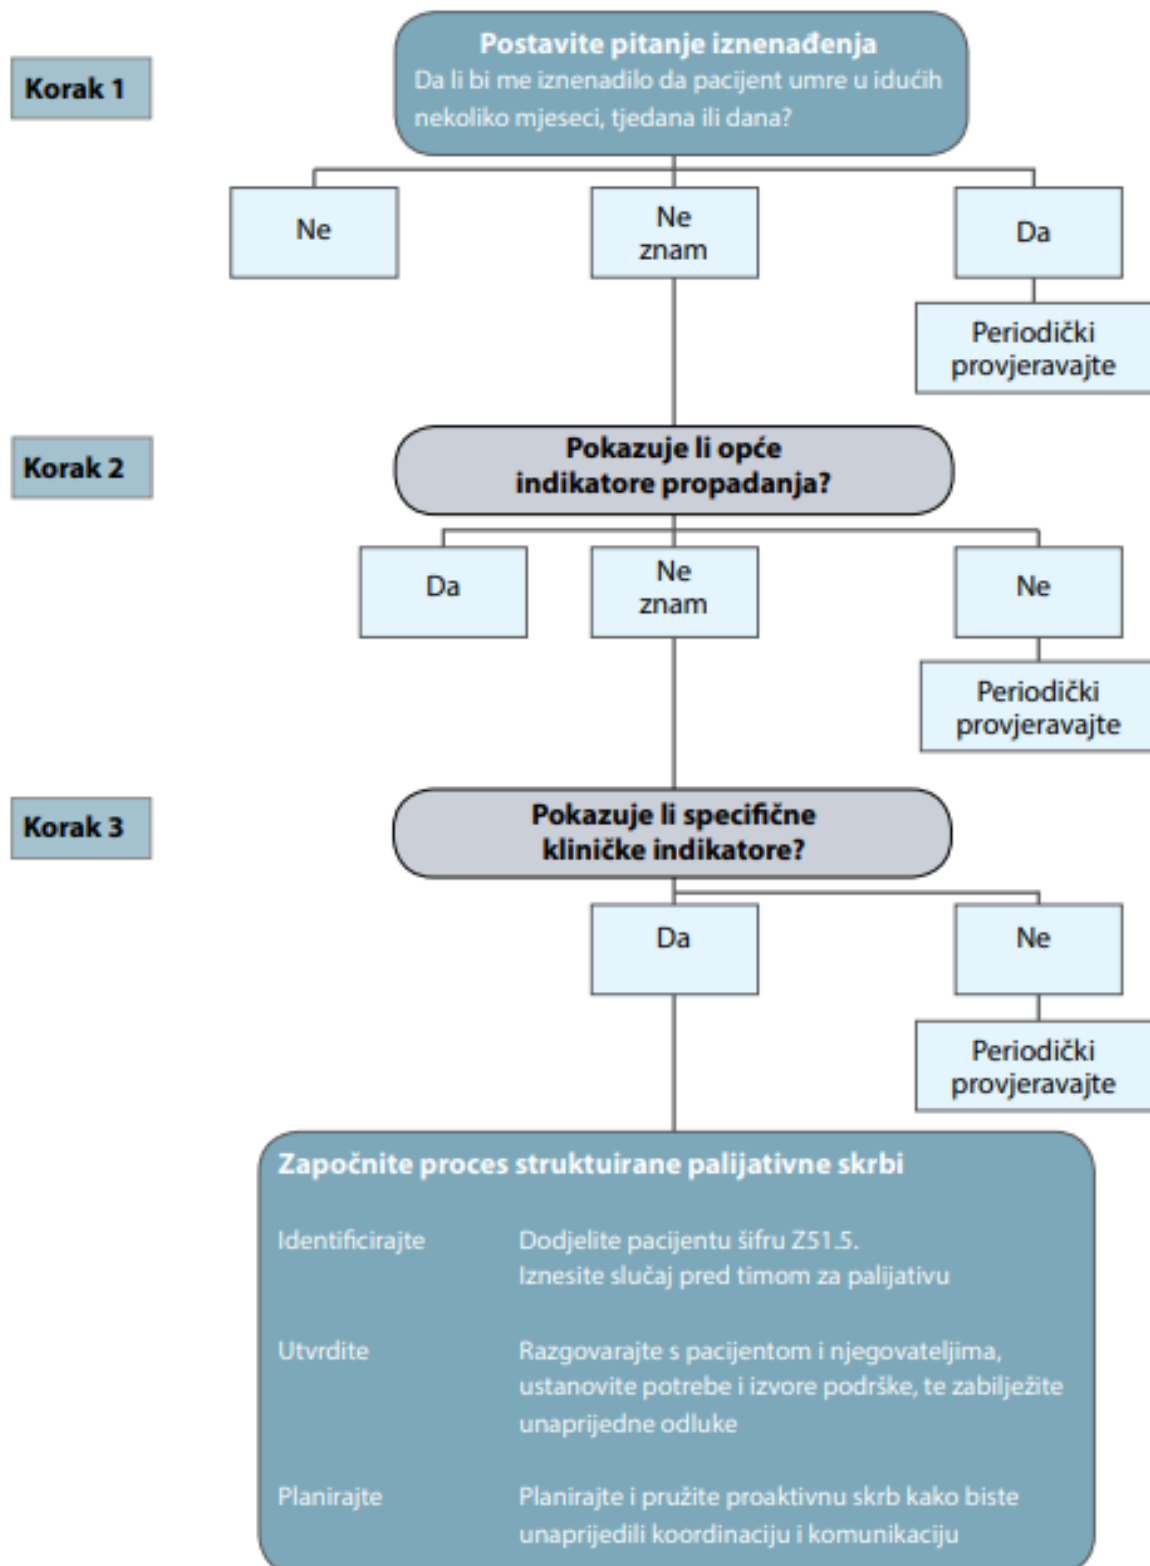 Korak 1
Postavite pitanje iznenađenja
Da li bi me iznenadilo da pacijent umre u idućih
nekoliko mjeseci, tjedana ili dana?
Ne
Ne
znam
Da
Periodički
provjeravajte
Korak 2
Pokazuje li opće
indikatore propadanja?
Da
Ne
znam
Ne
Periodički
provjeravajte
Korak 3
Pokazuje li specifične
kliničke indikatore?
Da
Ne
Periodički
provjeravajte
Započnite proces struktuirane palijativne skrbi
Identificirajte
Dodjelite pacijentu šifru Z51.5.
Iznesite slučaj pred timom za palijativu
Utvrdite
Razgovarajte s pacijentom i njegovateljima,
ustanovite potrebe i izvore podrške, te zabilježite
unaprijedne odluke
Planirajte
Planirajte i pružite proaktivnu skrb kako biste
unaprijedili koordinaciju i komunikaciju